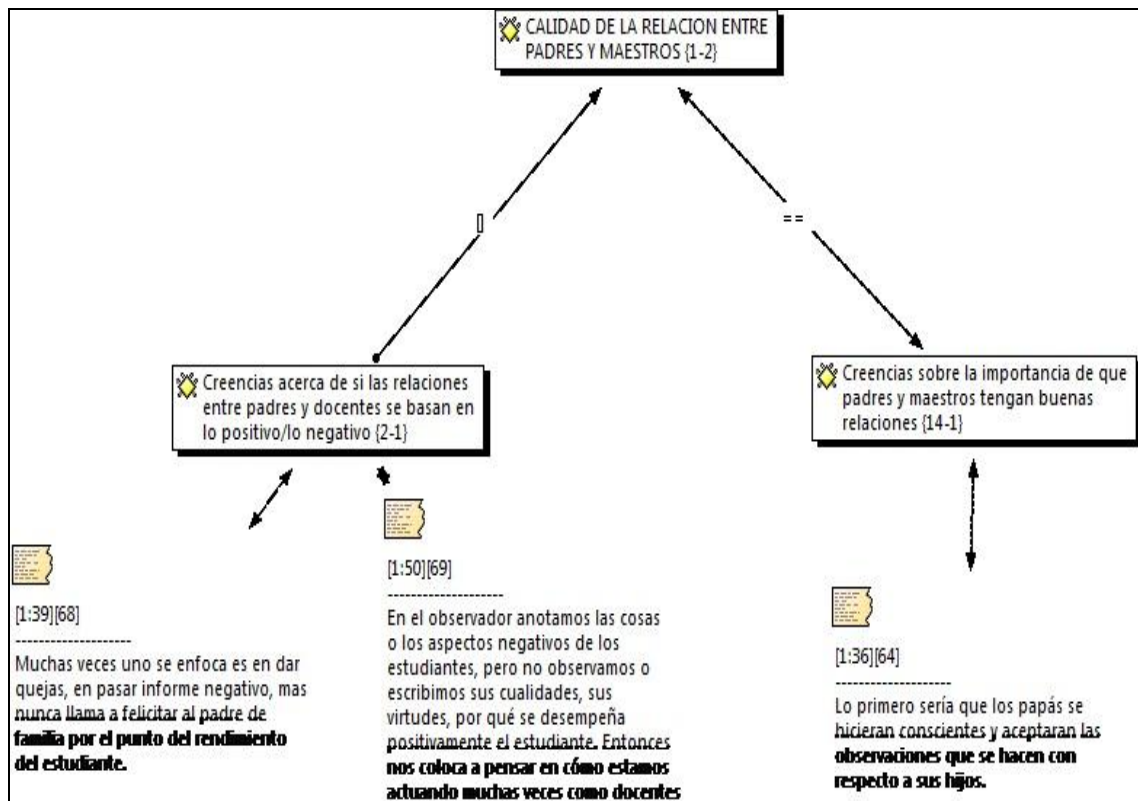 CALIDAD DE LA RELACION ENTRE
PADRES Y MAESTROS {1-2}
[]
==
Creencias acerca de si las relaciones
entre padres y docentes se basan en
lo positivo/lo negativo {2-1}
Creencias sobre la importancia de que
padres y maestros tengan buenas
relaciones {14-1}
[1:39][68]
--------------------
Muchas veces uno se enfoca es en dar
quejas, en pasar informe negativo, mas
nunca llama a felicitar al padre de
familia por el punto del rendimiento
del estudiante.
[1:50][69]
--------------------
En el observador anotamos las cosas
o los aspectos negativos de los
estudiantes, pero no observamos o
escribimos sus cualidades, sus
virtudes, por qué se desempeña
positivamente el estudiante. Entonces
nos coloca a pensar en cómo estamos
actuando muchas veces como docentes
[1:36][64]
--------------------
Lo primero sería que los papás se
hicieran conscientes y aceptaran las
observaciones que se hacen con
respecto a sus hijos.